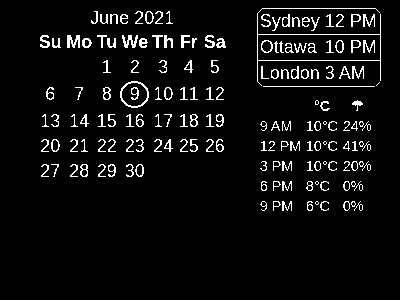 June 2021
Su Mo Tu We Th Fr Sa
1 2 3 4 5
6 7 8 9 10 11 12
13 14 15 16 17 18 19
20 21 22 23 24 25 26
27 28 29 30
Sydney 12 PM
Ottawa 10 PM
London 3 AM
°C ☂
9 AM 10°C 24%
12 PM 10°C 41%
3 PM 10°C 20%
6 PM 8°C 0%
9 PM 6°C 0%